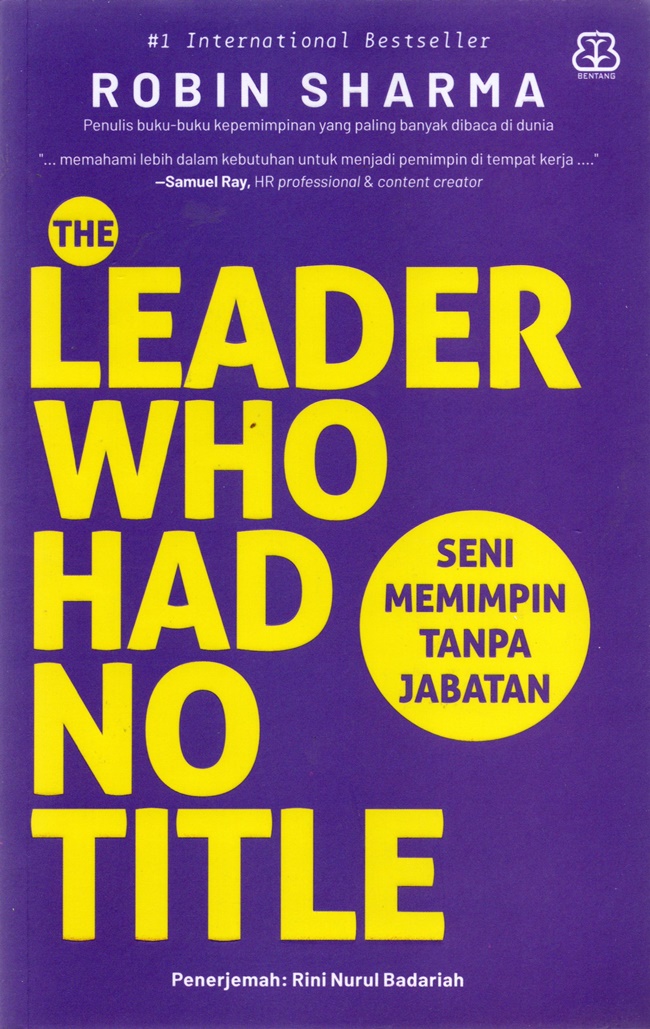 #1 International Bestseller
BENTANG
ROBIN SHARMA
Penulis buku-buku kepemimpinan yang paling banyak dibaca di dunia
"... memahami lebih dalam kebutuhan untuk menjadi pemimpin di tempat kerja ...."
—Samuel Ray, HR professional & content creator
THE
LEADER
WHO
HAD
NO
TITLE
SENI
MEMIMPIN
TANPA
JABATAN
Penerjemah: Rini Nurul Badariah